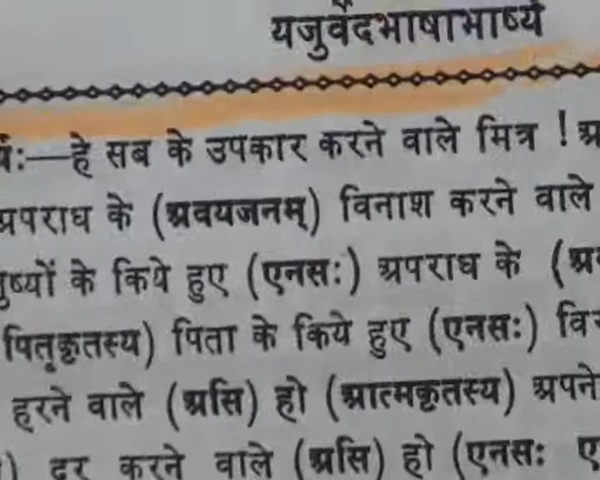 यजुर्वेदभाषाभाष्ये
:—हे सब के उपकार करने वाले मित्र !
अपराध के (अवयजनम्) विनाश करने वाले
के किये हुए (एनसः) अपराध के
पितृकृतस्य) पिता के किये हुए (एनसः)
हरने वाले (असि) हो (आत्मकृतस्य) अपने
) दूर करने वाले (असि) हो (एनसः